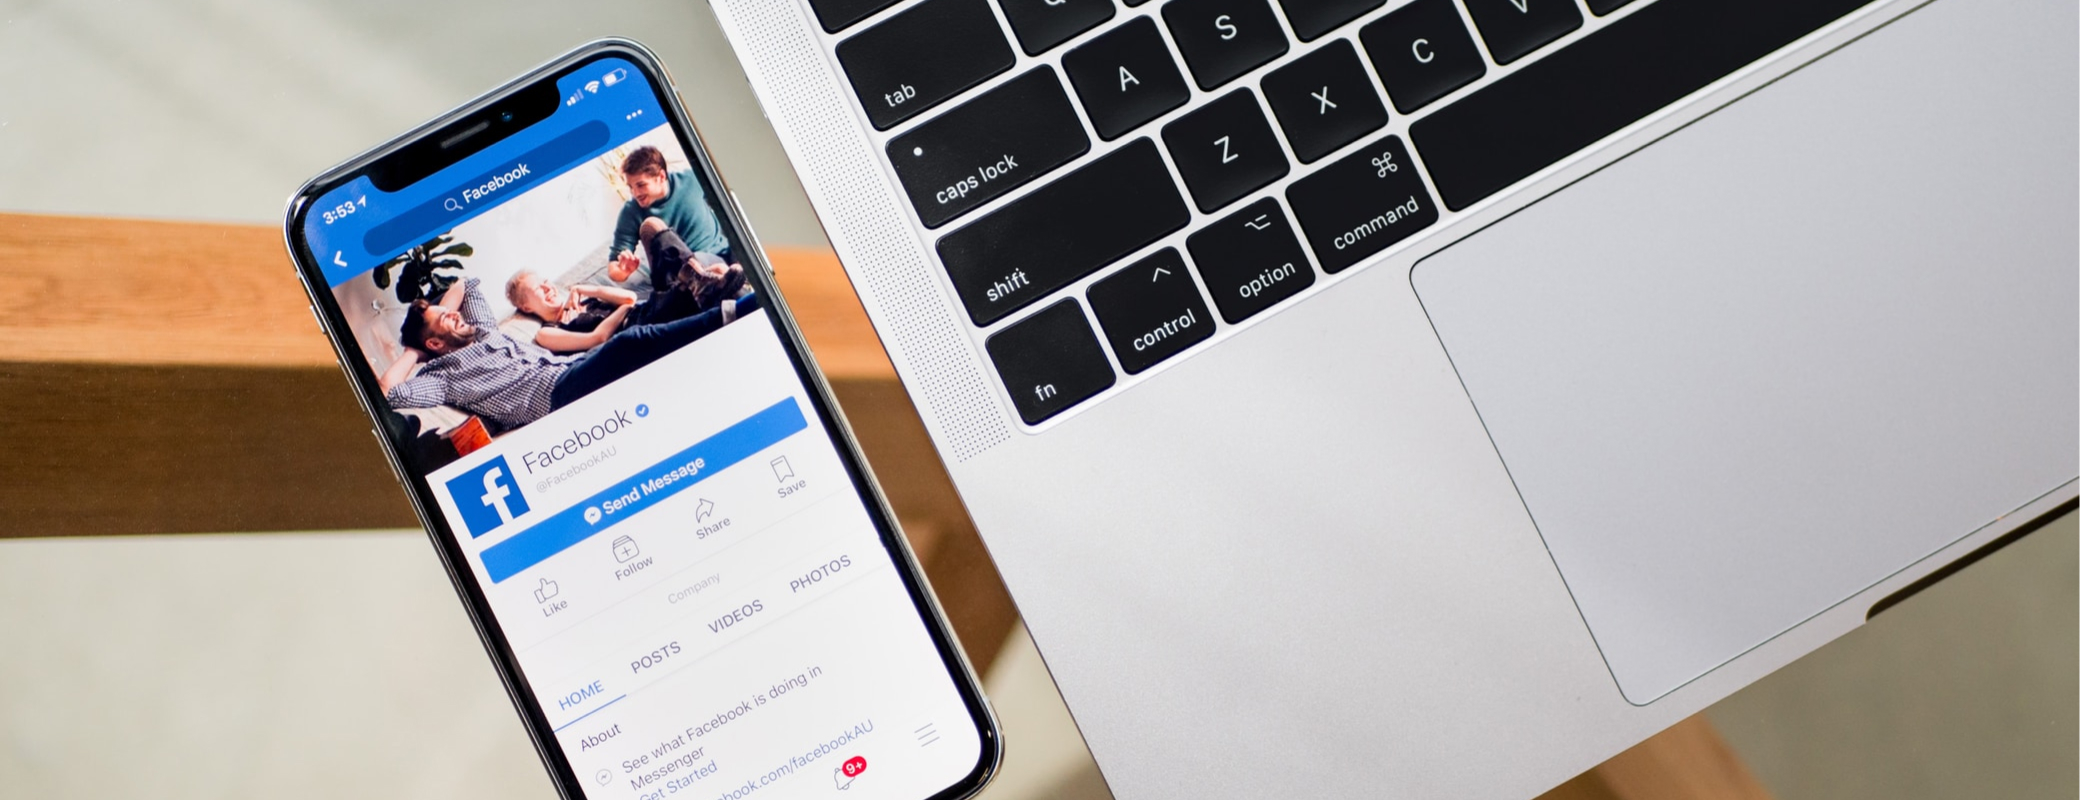 3:53
Facebook
Facebook
@FacebookAU
Send Message
Like
Follow
Share
Save
Company
HOME
POSTS
VIDEOS
PHOTOS
About
See what Facebook is doing in
Messenger
Get Started
book.com/facebookAU
9+
tab
caps lock
A
S
shift
Z
X
C
V
fn
control
option
command